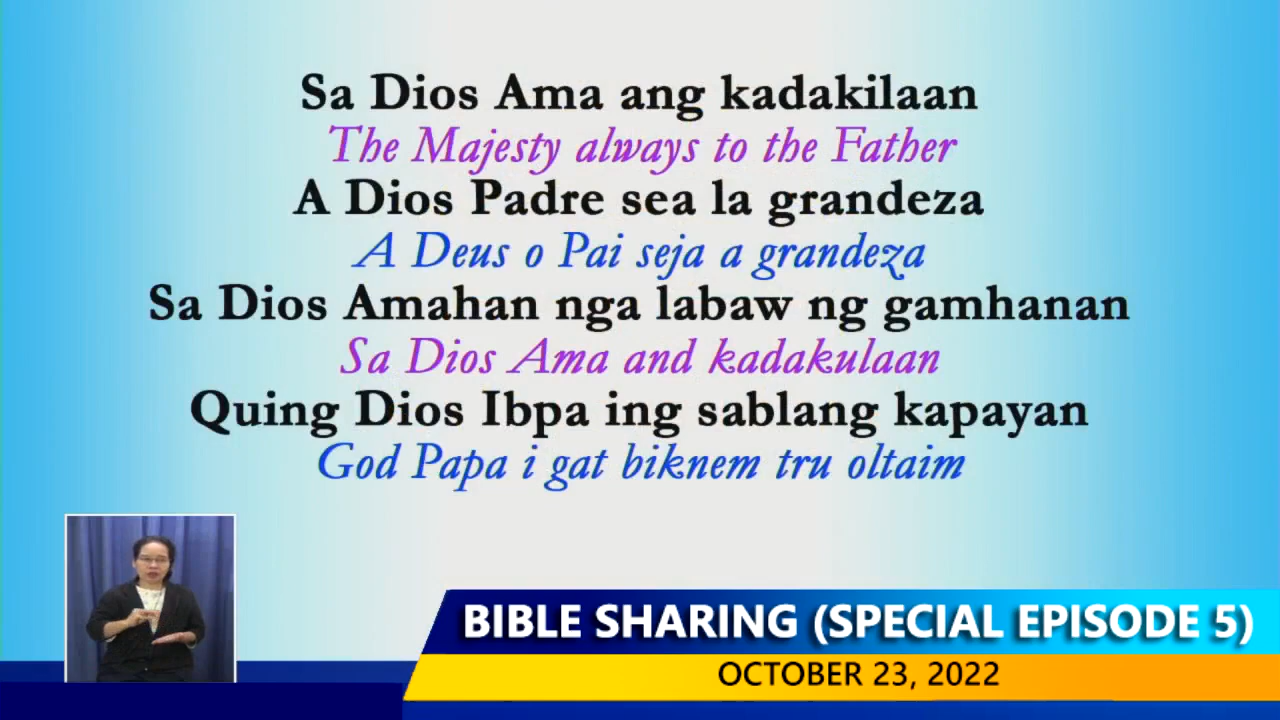 Sa Dios Ama ang kadakilaan
The Majesty always to the Father
A Dios Padre sea la grandeza
A Deus o Pai seja a grandeza
Sa Dios Amahan nga labaw ng gamhanan
Sa Dios Ama and kadakulaan
Quing Dios Ibpa ing sablang kapayan
God Papa i gat biknem tru oltaim
BIBLE SHARING (SPECIAL EPISODE 5)
OCTOBER 23, 2022